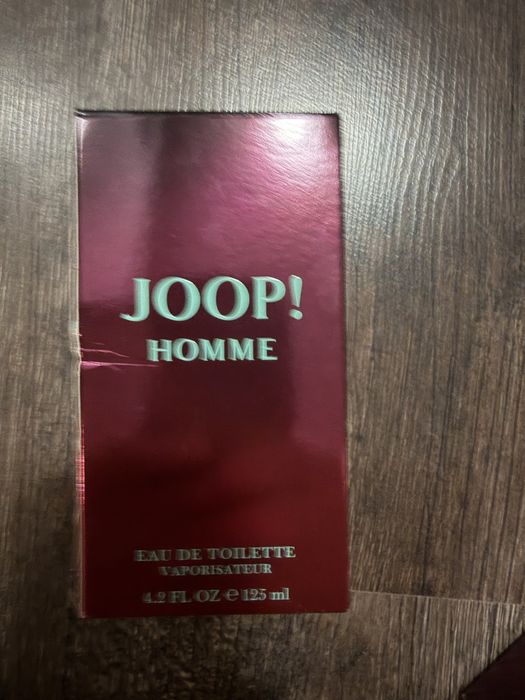 JOOP!
HOMME
EAU DE TOILETTE
VAPORISATEUR
4.2 FL OZ ℮ 125 ml